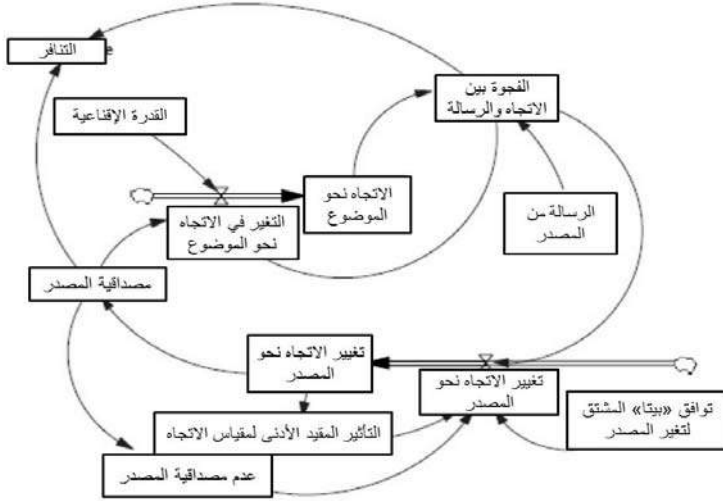 التنافر e
الفجوة بين
الاتجاه والرسالة
القدرة الإقناعية
الاتجاه نحو
الموضوع
التغير في الاتجاه
نحو الموضوع
الرسالة من
المصدر
مصداقية المصدر
تغيير الاتجاه نحو
المصدر
تغيير الاتجاه نحو
المصدر
توافق «بيتا» المشتق
لتغير المصدر
التأثير المقيد الأدنى لمقياس الاتجاه
عدم مصداقية المصدر